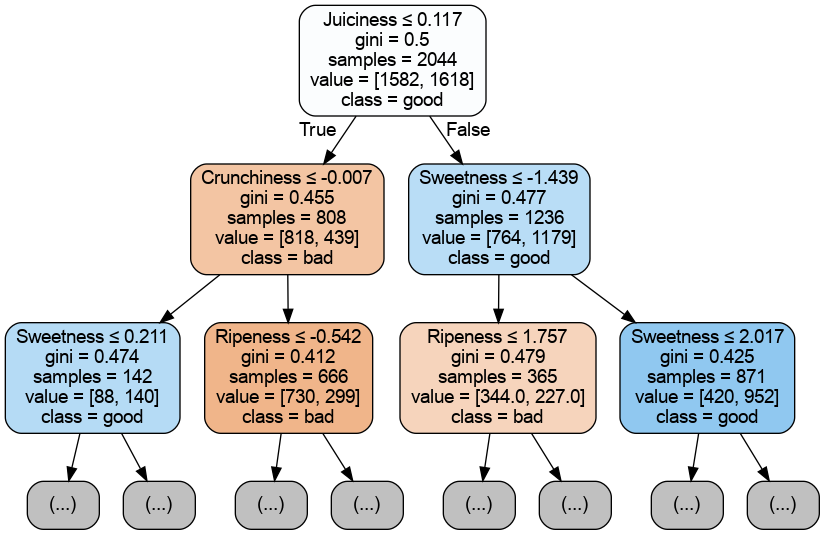 Juiciness ≤ 0.117
gini = 0.5
samples = 2044
value = [1582, 1618]
class = good
True
False
Crunchiness ≤ -0.007
gini = 0.455
samples = 808
value = [818, 439]
class = bad
Sweetness ≤ -1.439
gini = 0.477
samples = 1236
value = [764, 1179]
class = good
Sweetness ≤ 0.211
gini = 0.474
samples = 142
value = [88, 140]
class = good
Ripeness ≤ -0.542
gini = 0.412
samples = 666
value = [730, 299]
class = bad
Ripeness ≤ 1.757
gini = 0.479
samples = 365
value = [344.0, 227.0]
class = bad
Sweetness ≤ 2.017
gini = 0.425
samples = 871
value = [420, 952]
class = good
(...)
(...)
(...)
(...)
(...)
(...)
(...)
(...)